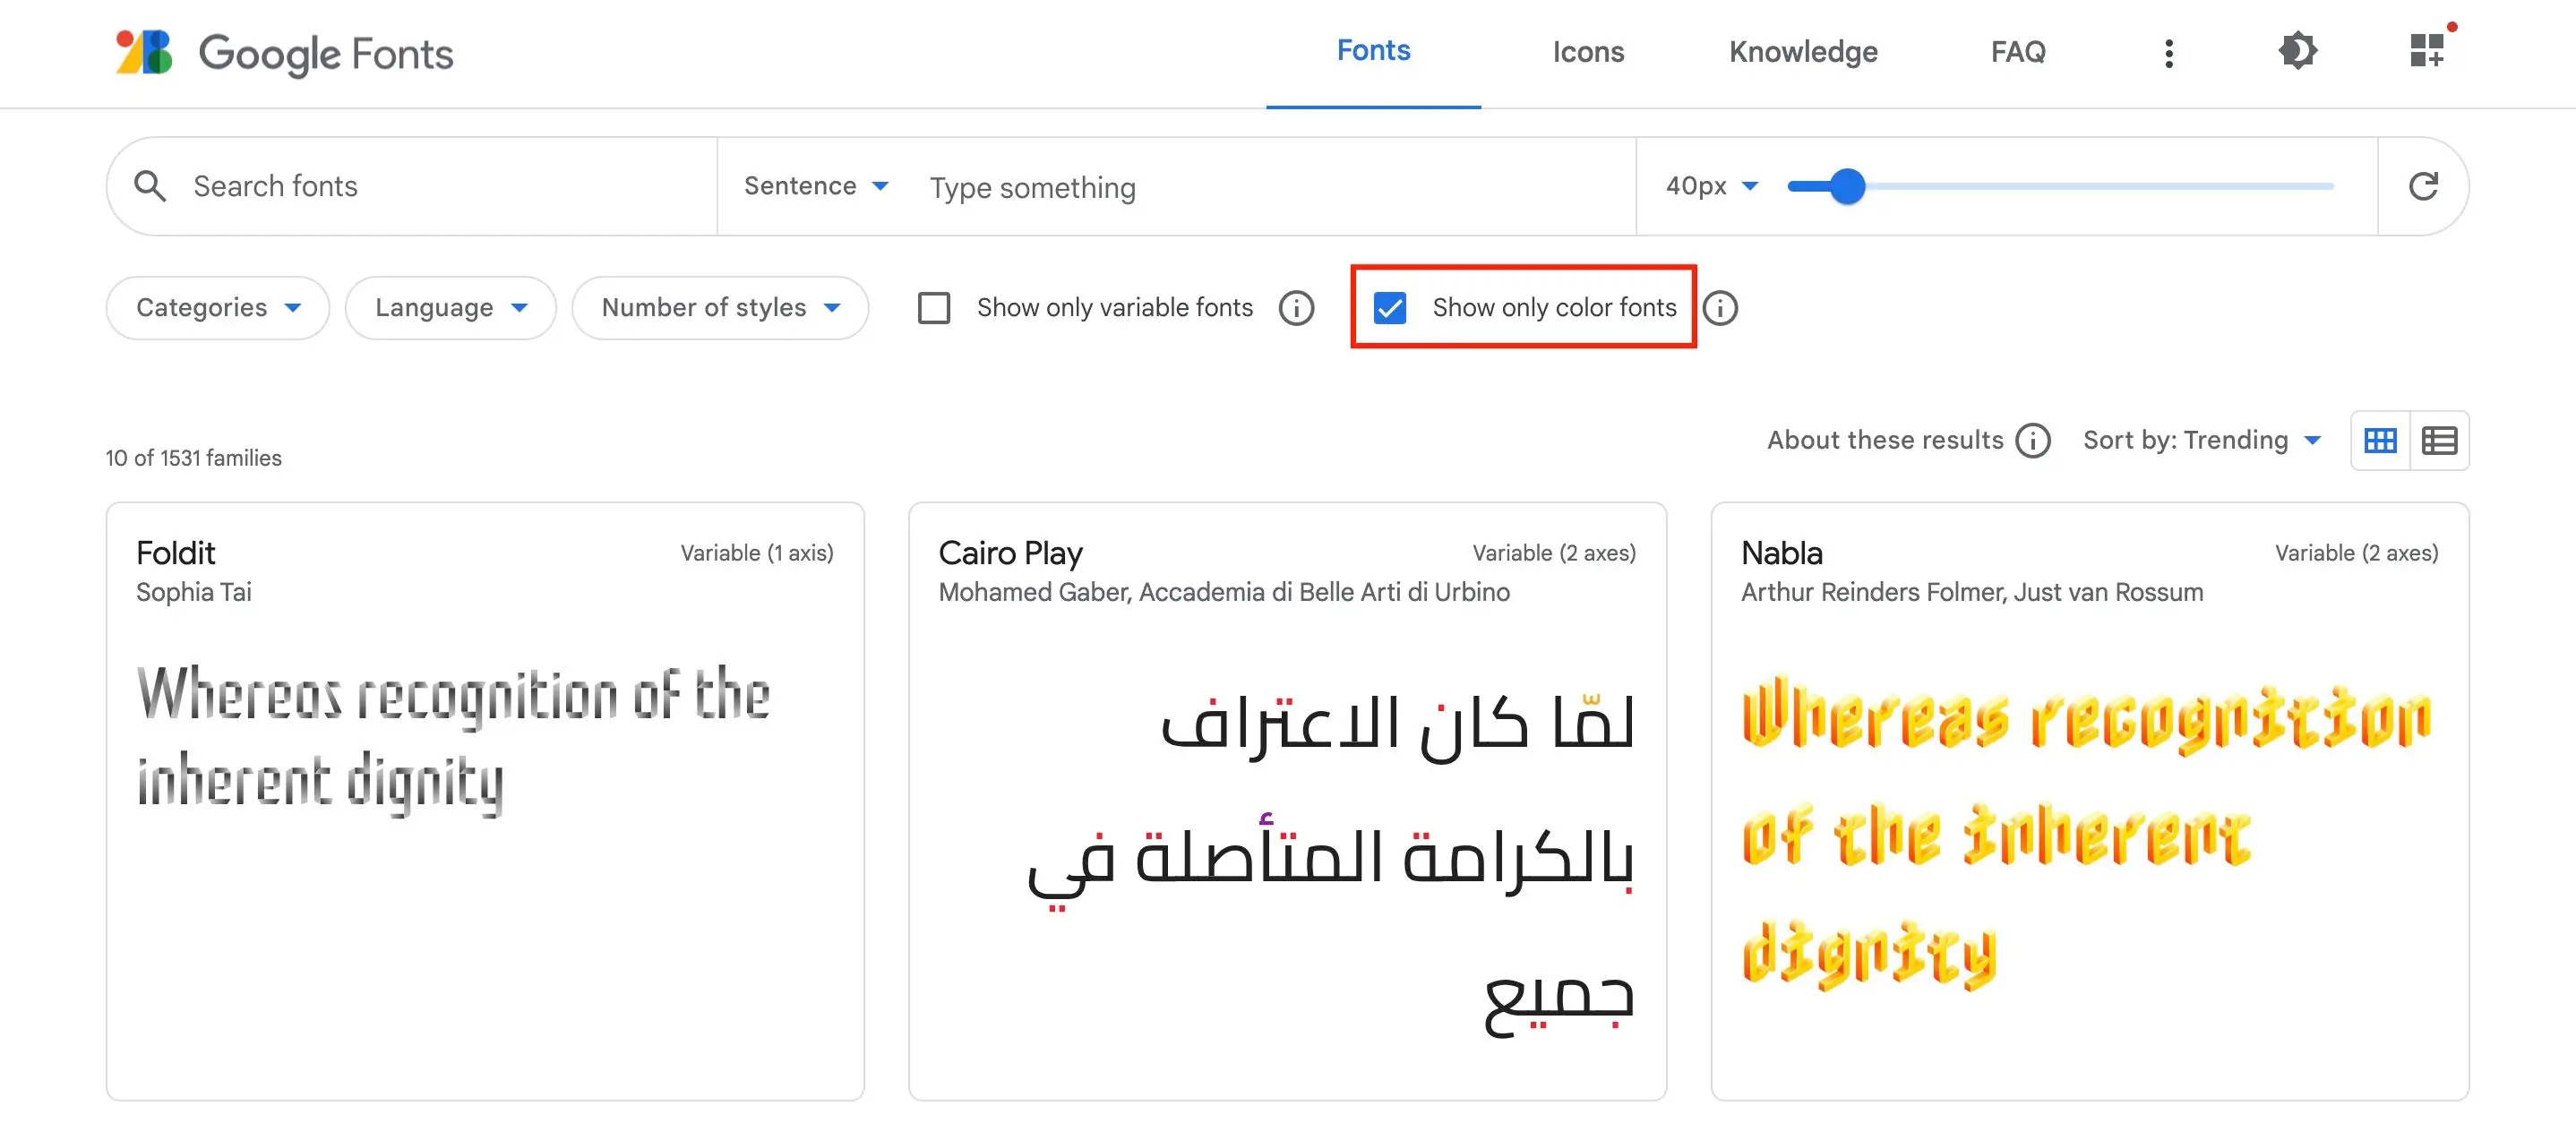 Google Fonts
Fonts
Icons
Knowledge
FAQ
Search fonts
Sentence
Type something
40px
Categories
Language
Number of styles
Show only variable fonts
Show only color fonts
10 of 1531 families
About these results
Sort by: Trending
Foldit
Variable (1 axis)
Sophia Tai
Whereas recognition of the
inherent dignity
Cairo Play
Variable (2 axes)
Mohamed Gaber, Accademia di Belle Arti di Urbino
لمّا كان الاعتراف
بالكرامة المتأصلة في
جميع
Nabla
Variable (2 axes)
Arthur Reinders Folmer, Just van Rossum
Whereas recognition
of the inherent
dignity